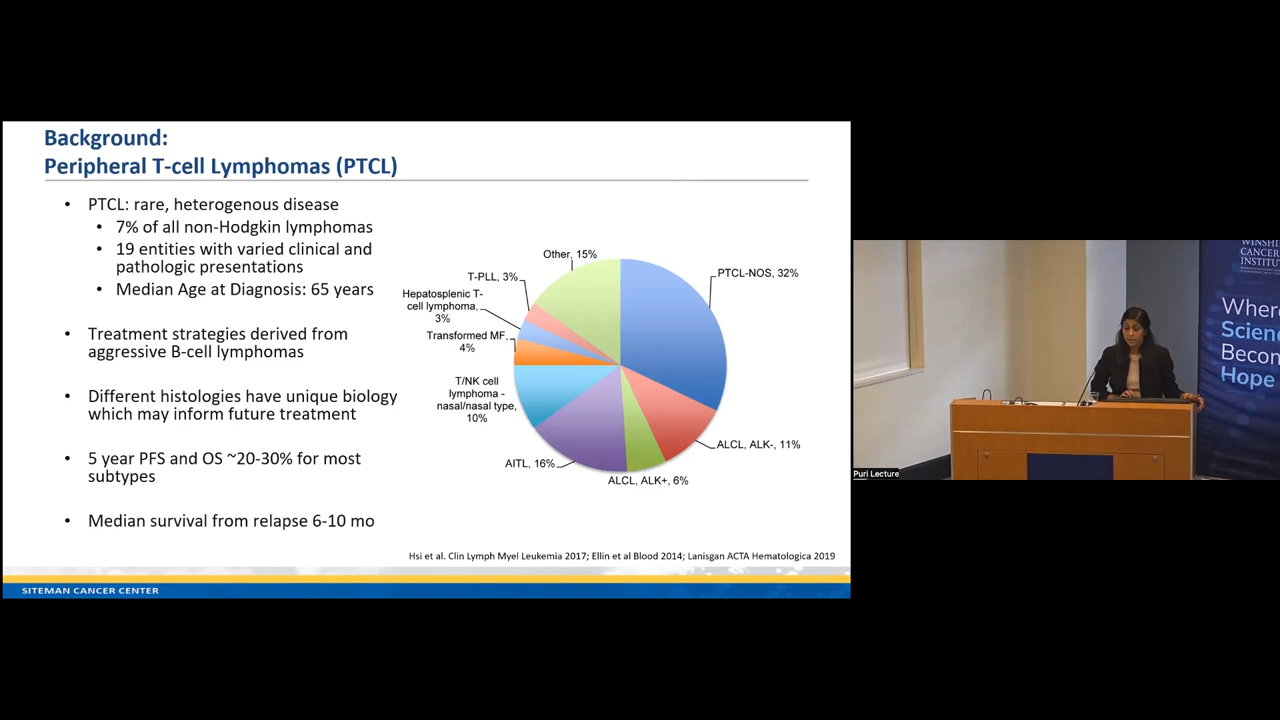 Background:
Peripheral T-cell Lymphomas (PTCL)
• PTCL: rare, heterogenous disease
• 7% of all non-Hodgkin lymphomas
• 19 entities with varied clinical and
pathologic presentations
• Median Age at Diagnosis: 65 years
• Treatment strategies derived from
aggressive B-cell lymphomas
• Different histologies have unique biology
which may inform future treatment
• 5 year PFS and OS ~20-30% for most
subtypes
• Median survival from relapse 6-10 mo
Other, 15%
T-PLL, 3%
Hepatosplenic T-
cell lymphoma,
3%
Transformed MF,
4%
T/NK cell
lymphoma -
nasal/nasal type,
10%
AITL, 16%
ALCL, ALK+, 6%
ALCL, ALK-, 11%
PTCL-NOS, 32%
Hsi et al. Clin Lymph Myel Leukemia 2017; Ellin et al Blood 2014; Lanisgan ACTA Hematologica 2019
SITEMAN CANCER CENTER
WINSHI
CANCER
INSTITU
Where
Scienc
Becom
Hope
Puri Lecture